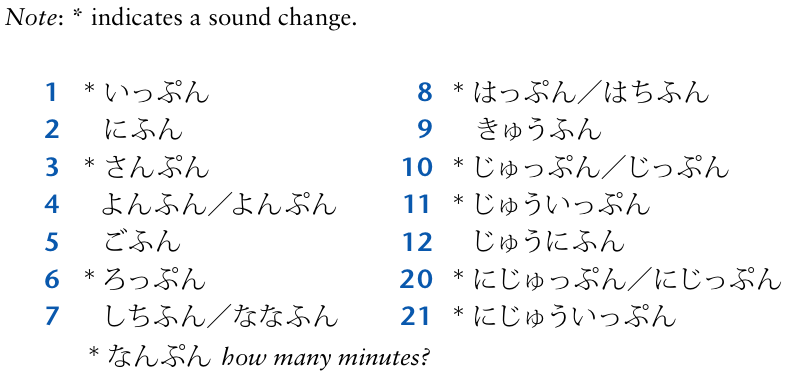 Note: * indicates a sound change.
1 * いっぷん
2 にふん
3 * さんぷん
4 よんふん／よんぷん
5 ごふん
6 * ろっぷん
7 しちふん／ななふん
* なんぷん how many minutes?
8 * はっぷん／はちふん
9 きゅうふん
10 * じゅっぷん／じっぷん
11 * じゅういっぷん
12 じゅうにふん
20 * にじゅっぷん／にじっぷん
21 * にじゅういっぷん